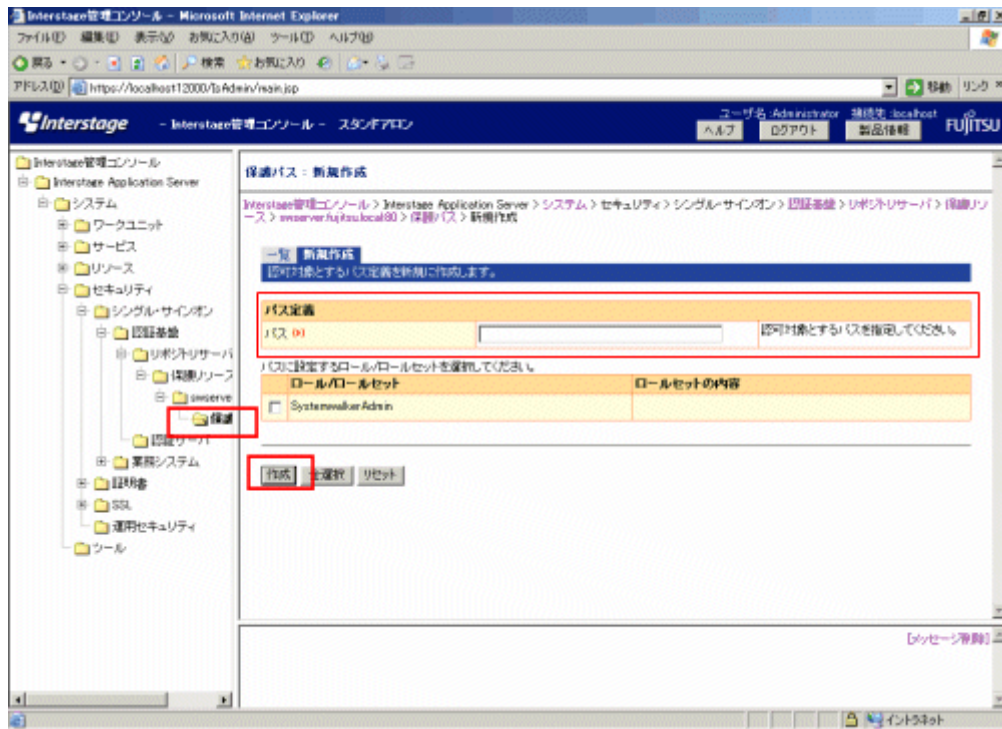 Interstage管理コンソール - Microsoft Internet Explorer
ファイル(F) 編集(E) 表示(V) お気に入り(A) ツール(T) ヘルプ(H)
戻る 検索 お気に入り
アドレス(D) https://localhost:12000/IsAdmin/main.jsp 移動 リンク
Interstage - Interstage管理コンソール - スタンドアロン
ユーザ名:Administrator 接続先:localhost
ヘルプ ログアウト 製品情報 FUJITSU
Interstage管理コンソール
Interstage Application Server
システム
ワークユニット
サービス
リソース
セキュリティ
シングル・サインオン
認証基盤
リポジトリサーバ
保護リソース
swserve
保護
認証サーバ
業務システム
証明書
SSL
運用セキュリティ
ツール
保護パス : 新規作成
Interstage管理コンソール > Interstage Application Server > システム > セキュリティ > シングル・サインオン > 認証基盤 > リポジトリサーバ > 保護リソ
ース > swserver.fujitsu.local:80 > 保護パス > 新規作成
一覧 新規作成
認可対象とするパス定義を新規に作成します。
パス定義
パス 認可対象とするパスを指定してください。
パスに設定するロール/ロールセットを選択してください。
ロール/ロールセット ロールセットの内容
SystemwalkerAdmin
作成 全選択 リセット
[メッセージ削除]
イントラネット